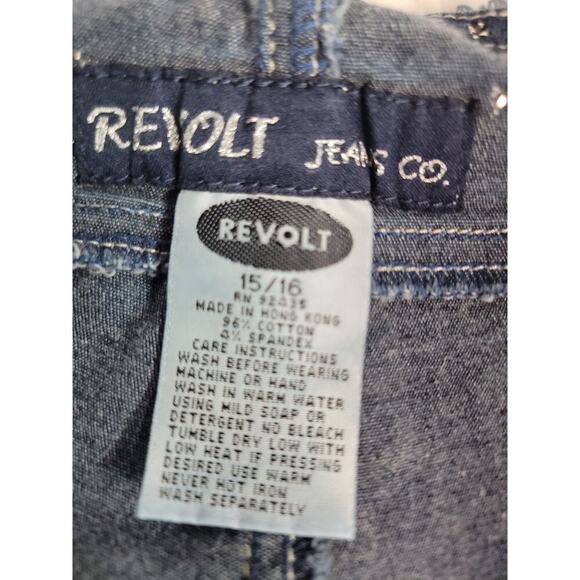 REVOLT JEANS CO.
REVOLT
15/16
RN 92435
MADE IN HONG KONG
96% COTTON
4% SPANDEX
CARE INSTRUCTIONS
WASH BEFORE WEARING
MACHINE OR HAND
WASH IN WARM WATER
USING MILD SOAP OR
DETERGENT NO BLEACH
TUMBLE DRY LOW WITH
LOW HEAT IF PRESSING
DESIRED USE WARM
NEVER HOT IRON
WASH SEPARATELY